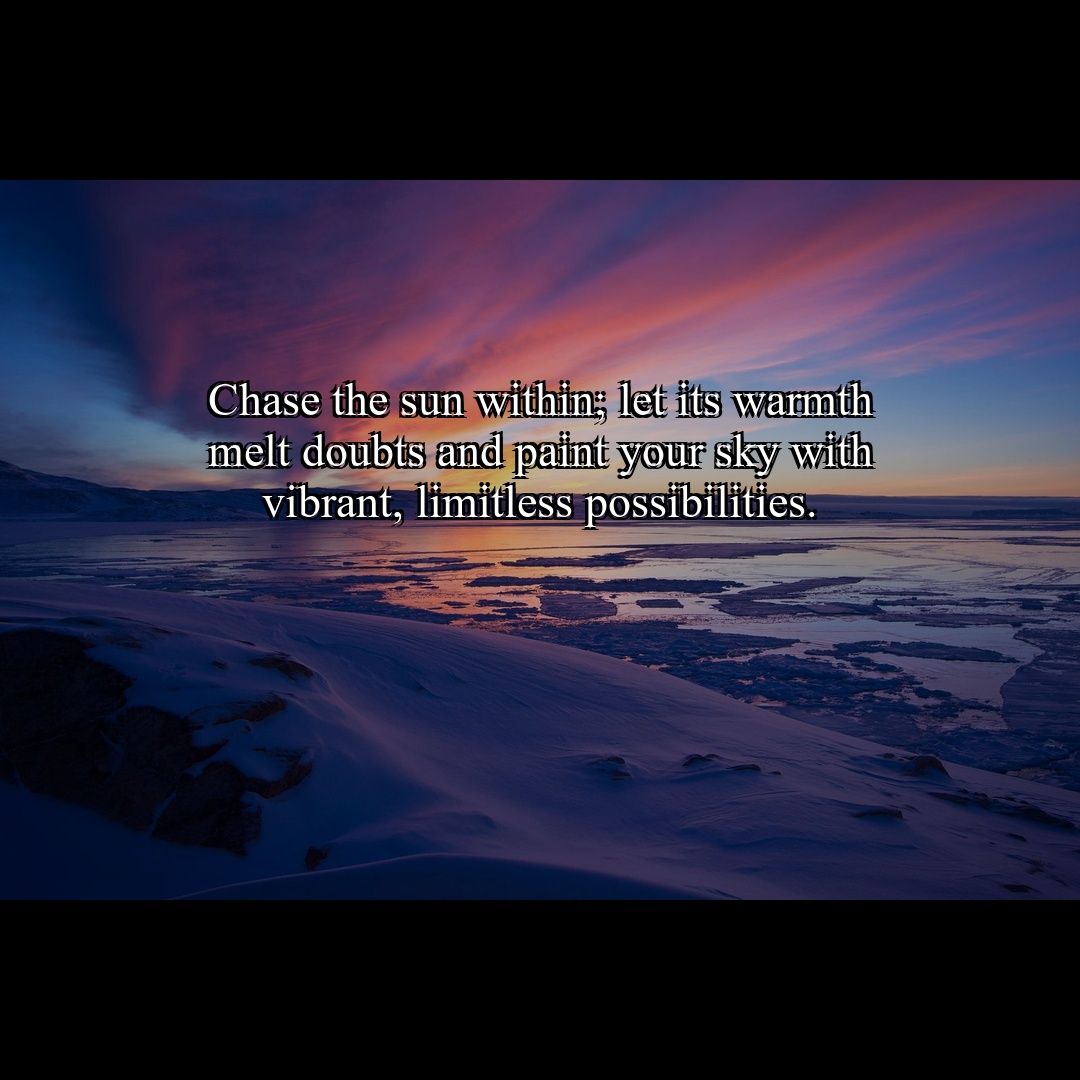 Chase the sun within; let its warmth
melt doubts and paint your sky with
vibrant, limitless possibilities.